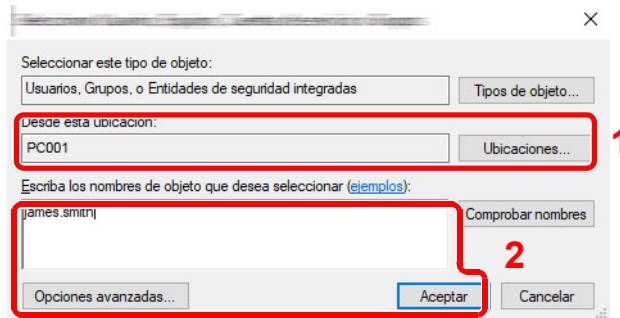 Seleccionar este tipo de objeto:
Usuarios, Grupos, o Entidades de seguridad integradas
Tipos de objeto...
Desde esta ubicación:
PC001
Ubicaciones...
1
Escriba los nombres de objeto que desea seleccionar (ejemplos):
james.smith
Comprobar nombres
2
Opciones avanzadas...
Aceptar
Cancelar